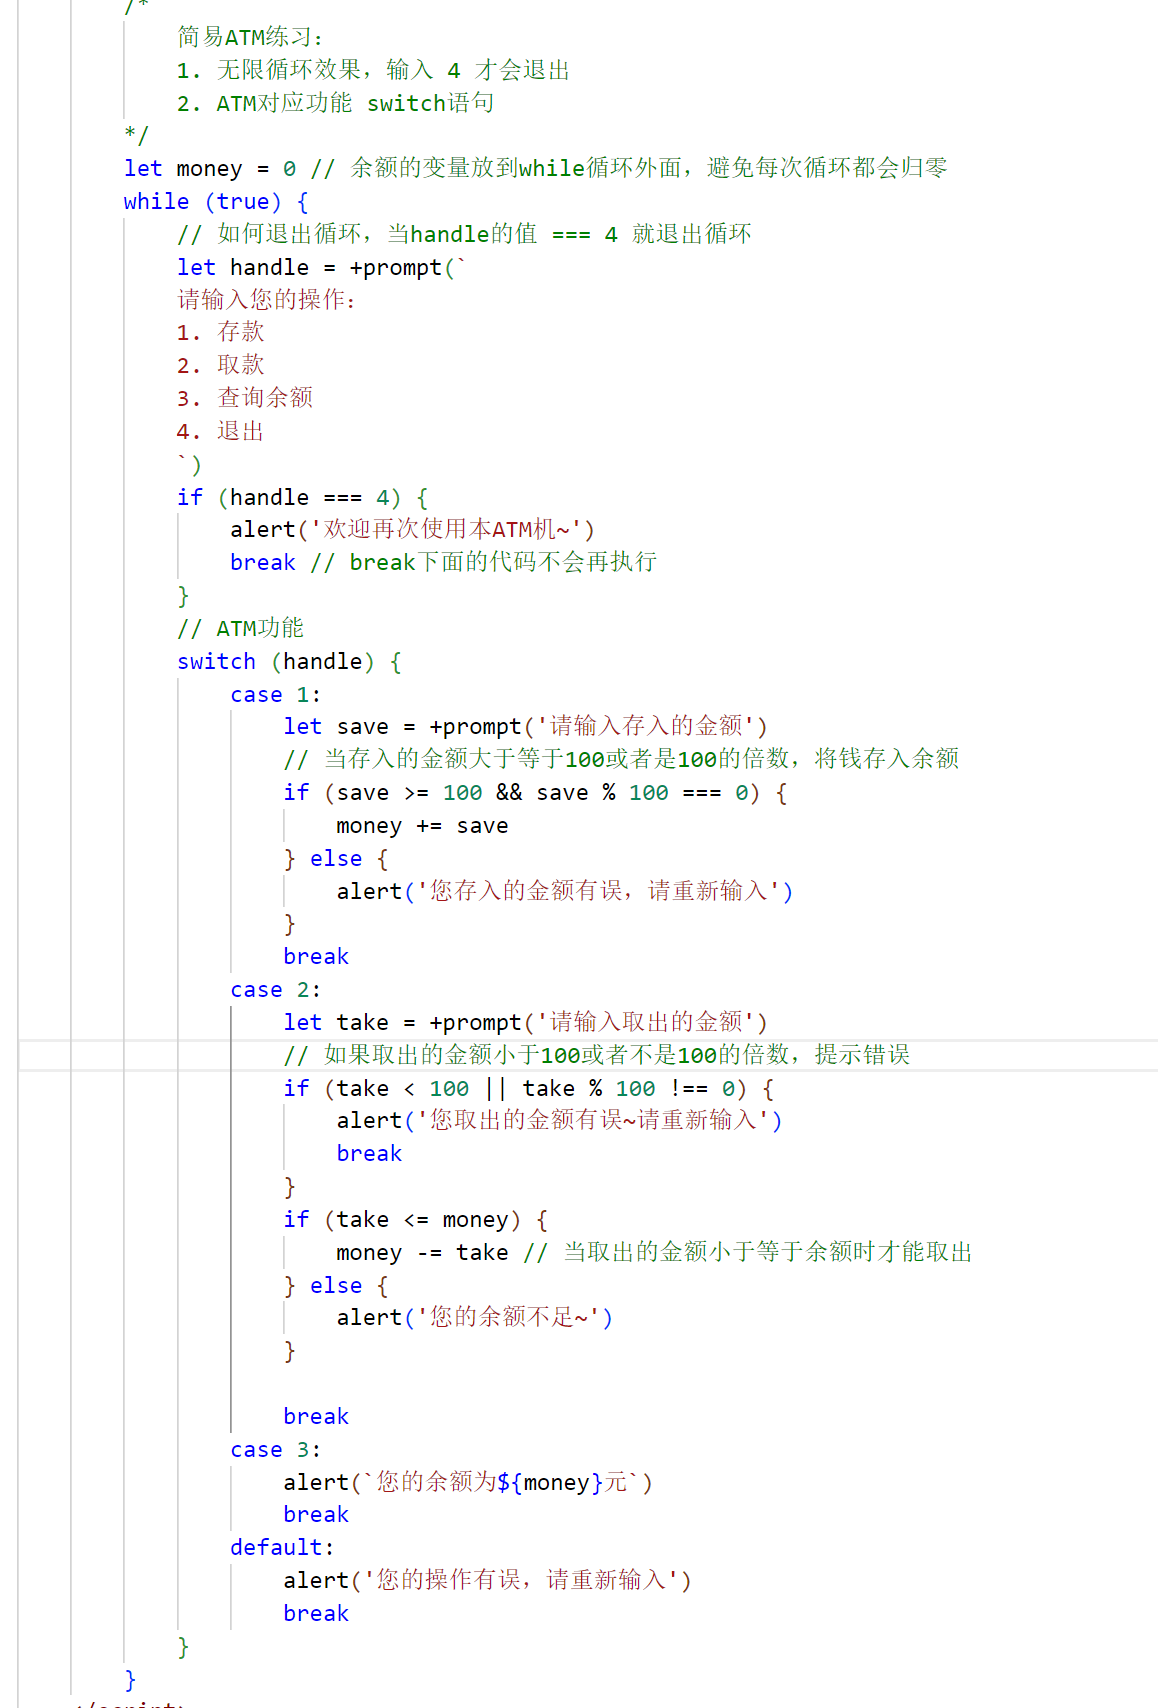 /*
简易ATM练习：
1. 无限循环效果，输入 4 才会退出
2. ATM对应功能 switch语句
*/
let money = 0 // 余额的变量放到while循环外面，避免每次循环都会归零
while (true) {
// 如何退出循环，当handle的值 === 4 就退出循环
let handle = +prompt(`
请输入您的操作：
1. 存款
2. 取款
3. 查询余额
4. 退出
`)
if (handle === 4) {
alert('欢迎再次使用本ATM机~')
break // break下面的代码不会再执行
}
// ATM功能
switch (handle) {
case 1:
let save = +prompt('请输入存入的金额')
// 当存入的金额大于等于100或者是100的倍数，将钱存入余额
if (save >= 100 && save % 100 === 0) {
money += save
} else {
alert('您存入的金额有误，请重新输入')
}
break
case 2:
let take = +prompt('请输入取出的金额')
// 如果取出的金额小于100或者不是100的倍数，提示错误
if (take < 100 || take % 100 !== 0) {
alert('您取出的金额有误~请重新输入')
break
}
if (take <= money) {
money -= take // 当取出的金额小于等于余额时才能取出
} else {
alert('您的余额不足~')
}
break
case 3:
alert(`您的余额为${money}元`)
break
default:
alert('您的操作有误，请重新输入')
break
}
}
</script>